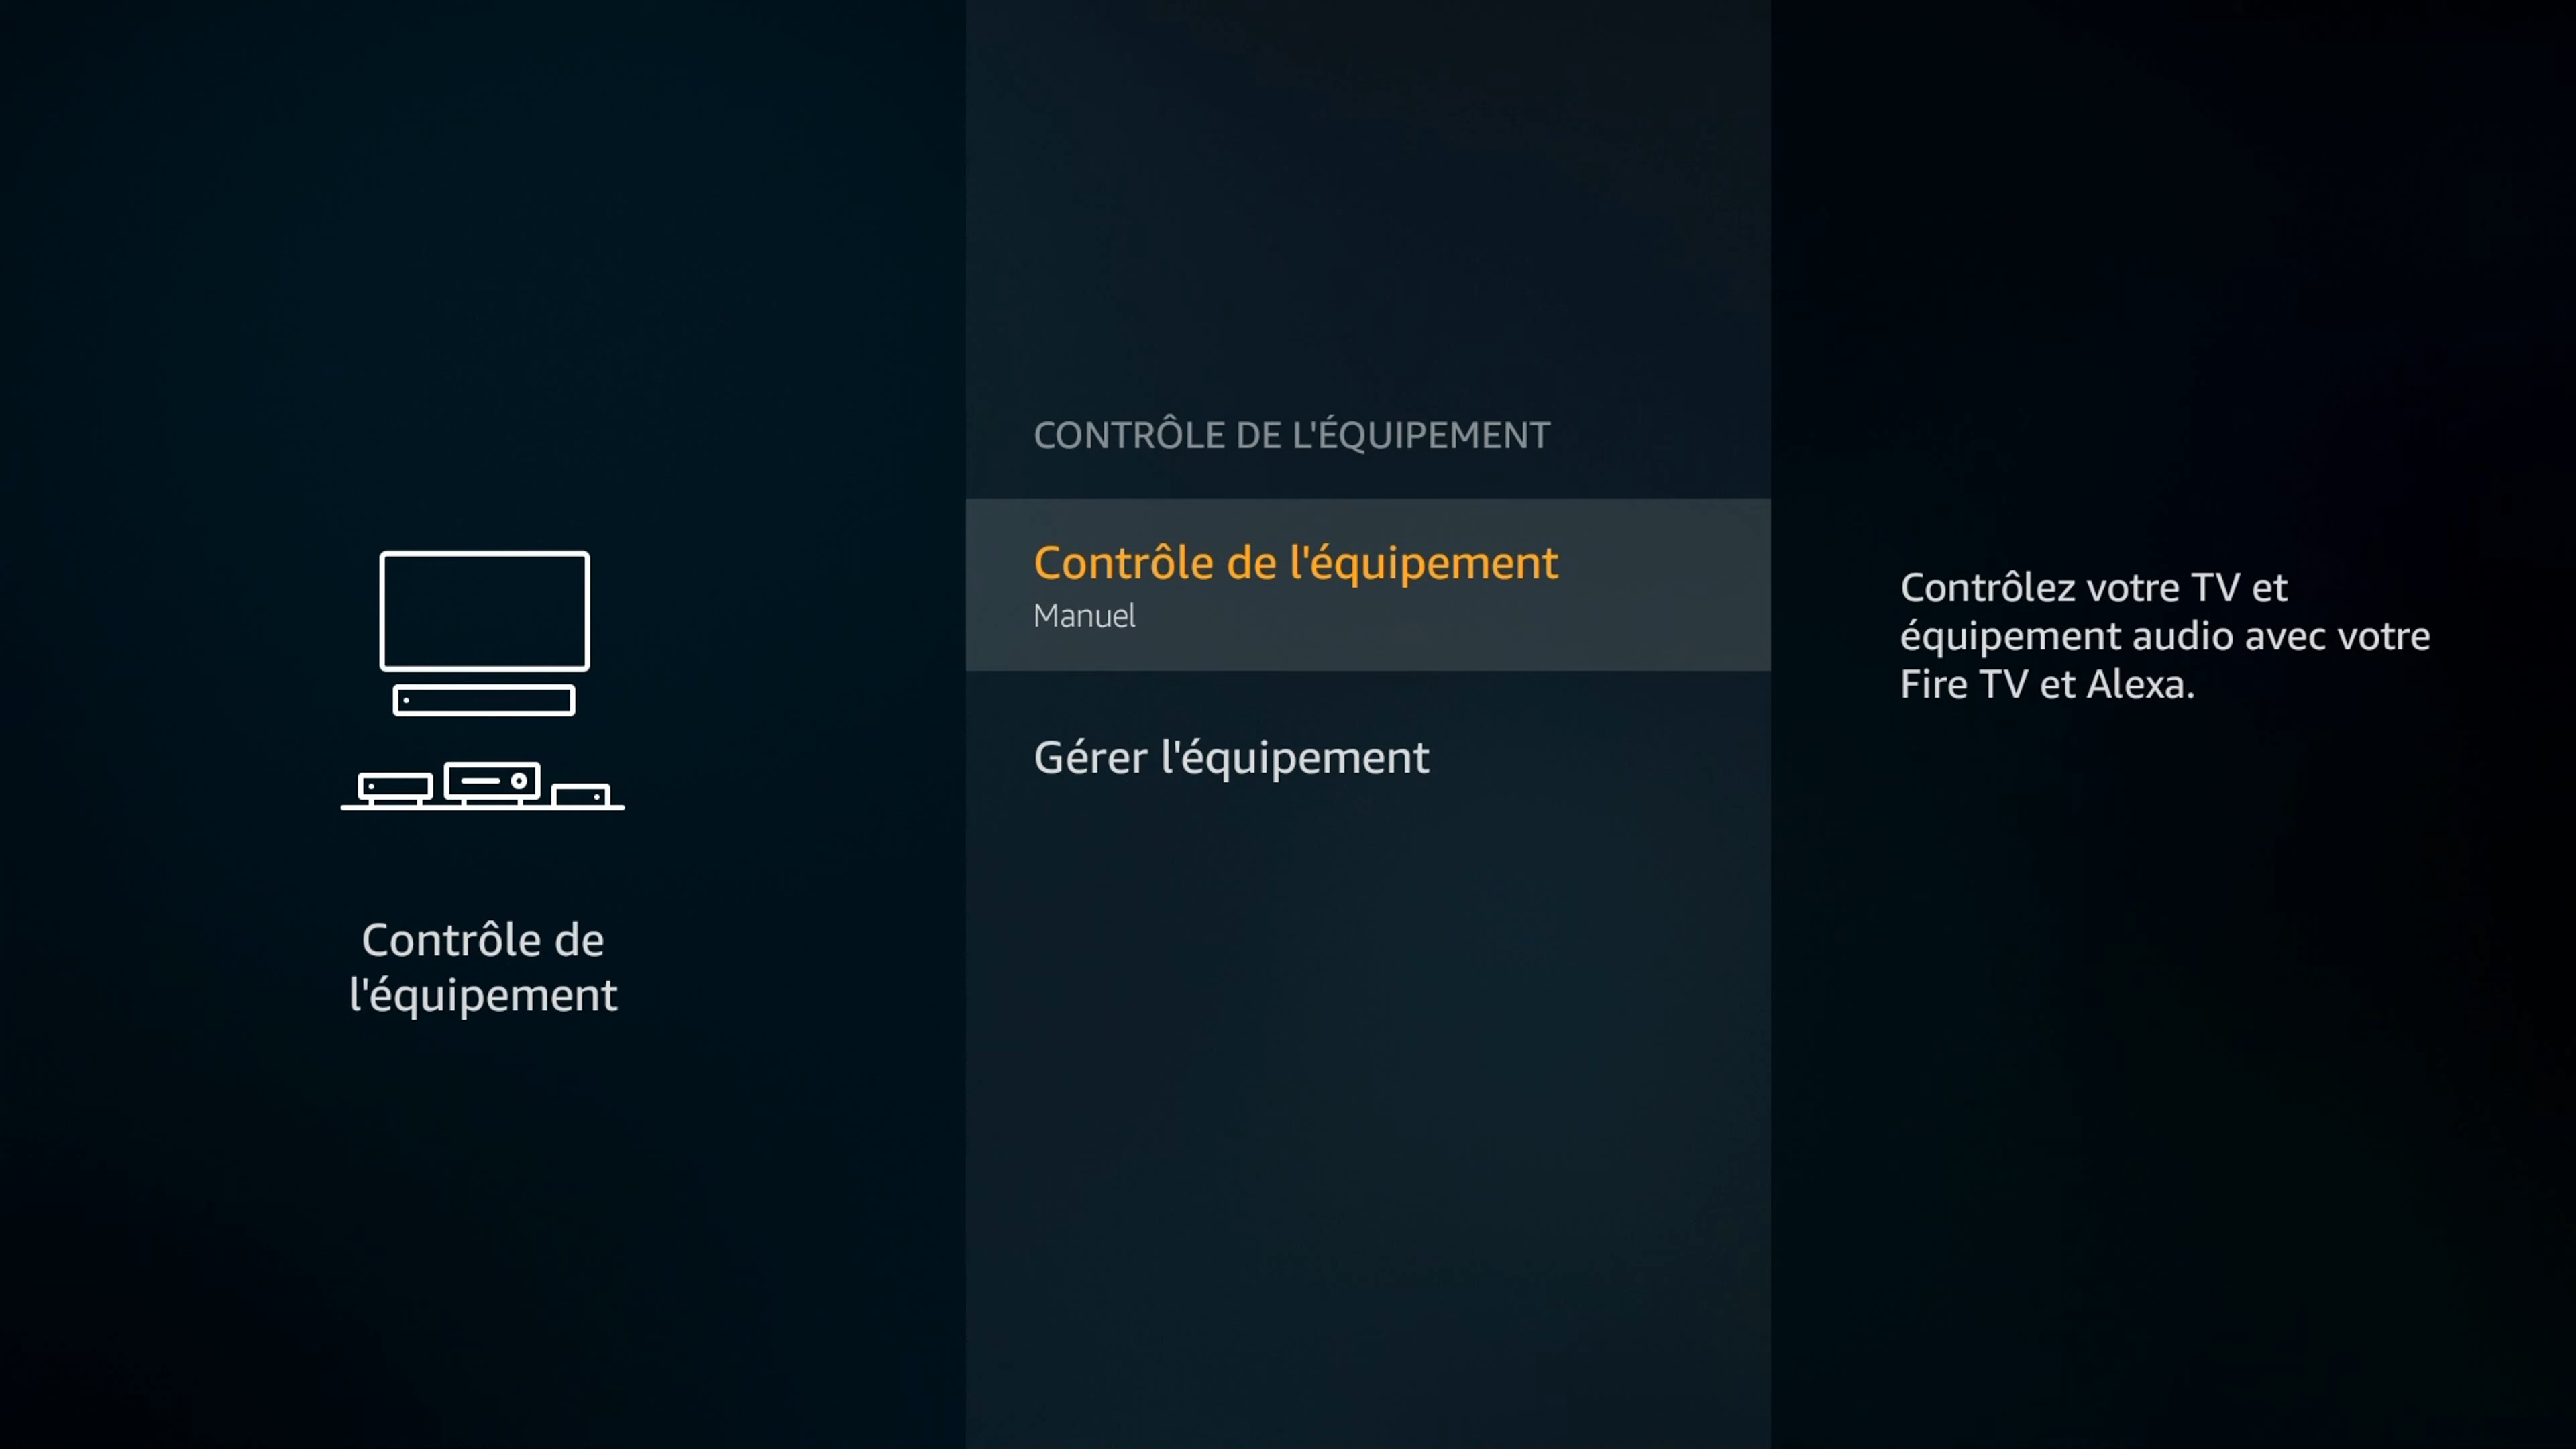 CONTRÔLE DE L'ÉQUIPEMENT
Contrôle de l'équipement
Manuel
Gérer l'équipement
Contrôle de
l'équipement
Contrôlez votre TV et
équipement audio avec votre
Fire TV et Alexa.